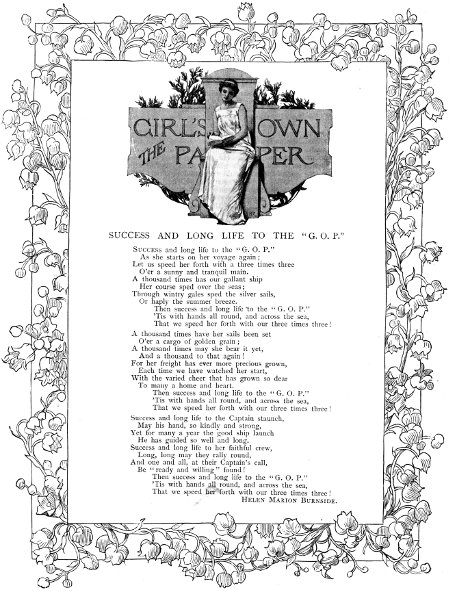 GIRL'S OWN
THE PAPER
SUCCESS AND LONG LIFE TO THE "G. O. P."
SUCCESS and long life to the "G. O. P."
As she starts on her voyage again;
Let us speed her forth with a three times three
O'er a sunny and tranquil main.
A thousand times has our gallant ship
Her course sped over the seas;
Through wintry gales sped the silver sails,
Or haply the summer breeze.
Then success and long life to the "G. O. P."
'Tis with hands all round, and across the sea,
That we speed her forth with our three times three!
A thousand times have her sails been set
O'er a cargo of golden grain;
A thousand times may she bear it yet,
And a thousand to that again!
For her freight has ever more precious grown,
Each time we have watched her start,
With the varied cheer that has grown so dear
To many a home and heart.
Then success and long life to the "G. O. P."
'Tis with hands all round, and across the sea,
That we speed her forth with our three times three!
Success and long life to the Captain staunch,
May his hand, so kindly and strong,
Yet for many a year the good ship launch
He has guided so well and long.
Success and long life to her faithful crew,
Long, long may they rally round,
And one and all, at their Captain's call,
Be "ready and willing" found!
Then success and long life to the "G. O. P."
'Tis with hands all round, and across the sea,
That we speed her forth with our three times three!
HELEN MARION BURNSIDE.